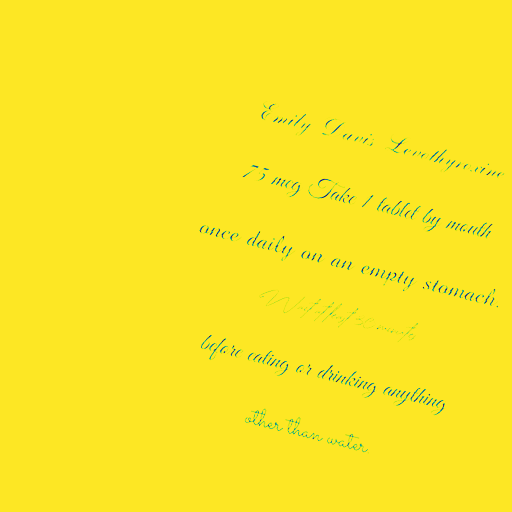 Emily Davis Levothyroxine
75 mcg Take 1 tablet by mouth
once daily on an empty stomach.
Wait at least 30 minutes
before eating or drinking anything
other than water